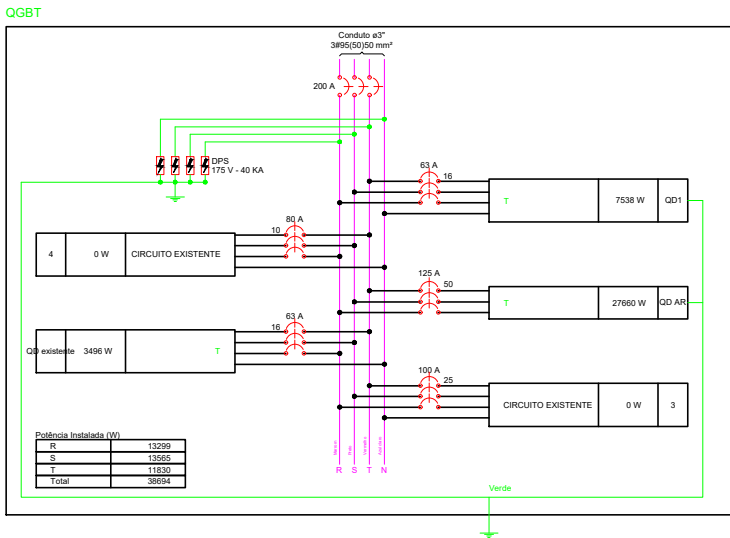 QGBT
Conduto ø3"
3#95(50)50 mm²
200 A
DPS
175 V - 40 KA
63 A
16
T
7538 W
QD1
80 A
10
4
0 W
CIRCUITO EXISTENTE
125 A
50
T
27660 W
QD AR
63 A
16
QD existente
3496 W
T
100 A
25
CIRCUITO EXISTENTE
0 W
3
Potência Instalada (W)
R 13299
S 13565
T 11830
Total 38694
Vermelho
R S T N
Verde